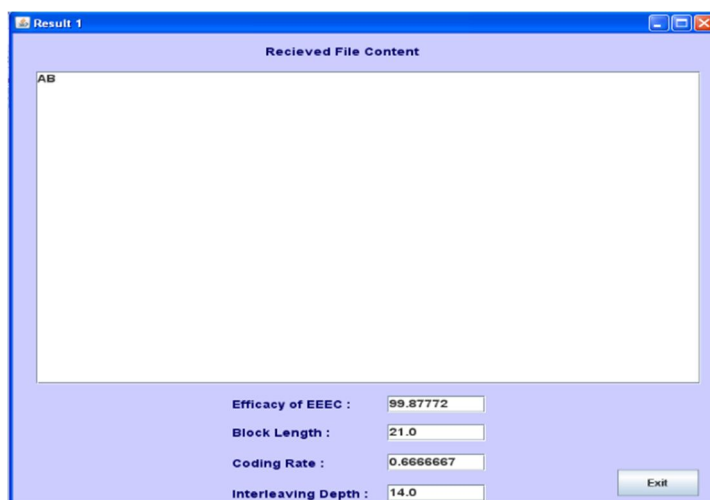 Result 1
Recieved File Content
AB
Efficacy of EEEC : 99.87772
Block Length : 21.0
Coding Rate : 0.6666667
Exit
Interleaving Depth : 14.0